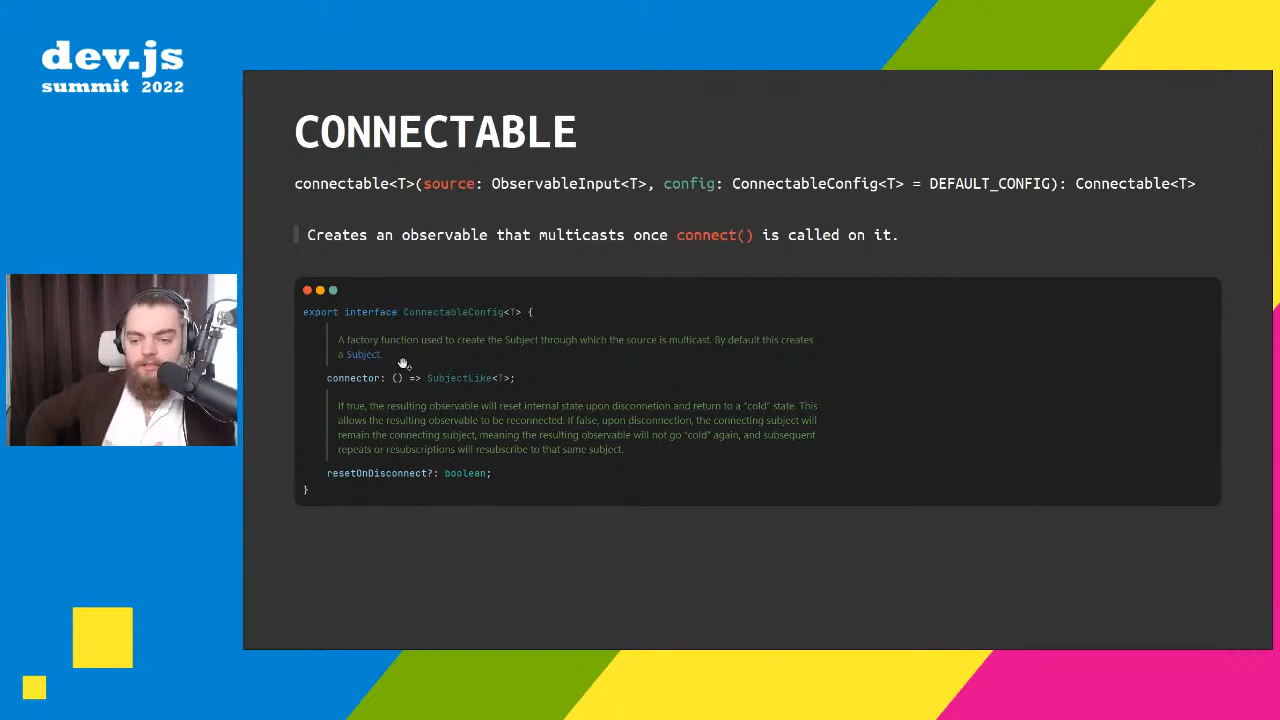 dev.js
summit 2022
CONNECTABLE
connectable<T>(source: ObservableInput<T>, config: ConnectableConfig<T> = DEFAULT_CONFIG): Connectable<T>
Creates an observable that multicasts once connect() is called on it.
export interface ConnectableConfig<T> {
A factory function used to create the Subject through which the source is multicast. By default this creates
a Subject.
connector: () => SubjectLike<T>;
If true, the resulting observable will reset internal state upon disconnetion and return to a "cold" state. This
allows the resulting observable to be reconnected. If false, upon disconnection, the connecting subject will
remain the connecting subject, meaning the resulting observable will not go "cold" again, and subsequent
repeats or resubscriptions will resubscribe to that same subject.
resetOnDisconnect?: boolean;
}